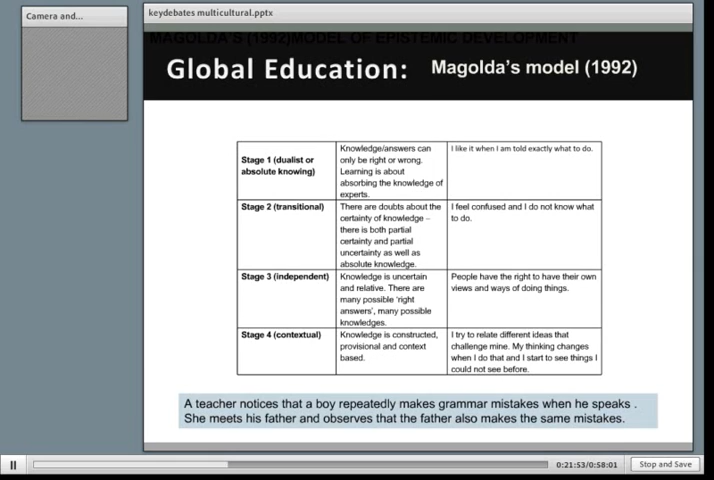 Camera and...
keydebates multicultural.pptx
MAGOLDA'S (1992)MODEL OF EPISTEMIC DEVELOPMENT
Global Education: Magolda's model (1992)
Stage 1 (dualist or
absolute knowing)
Knowledge/answers can
only be right or wrong.
Learning is about
absorbing the knowledge of
experts.
I like it when I am told exactly what to do.
Stage 2 (transitional)
There are doubts about the
certainty of knowledge –
there is both partial
certainty and partial
uncertainty as well as
absolute knowledge.
I feel confused and I do not know what
to do.
Stage 3 (independent)
Knowledge is uncertain
and relative. There are
many possible 'right
answers', many possible
knowledges.
People have the right to have their own
views and ways of doing things.
Stage 4 (contextual)
Knowledge is constructed,
provisional and context
based.
I try to relate different ideas that
challenge mine. My thinking changes
when I do that and I start to see things I
could not see before.
A teacher notices that a boy repeatedly makes grammar mistakes when he speaks .
She meets his father and observes that the father also makes the same mistakes.
0:21:53/0:58:01
Stop and Save